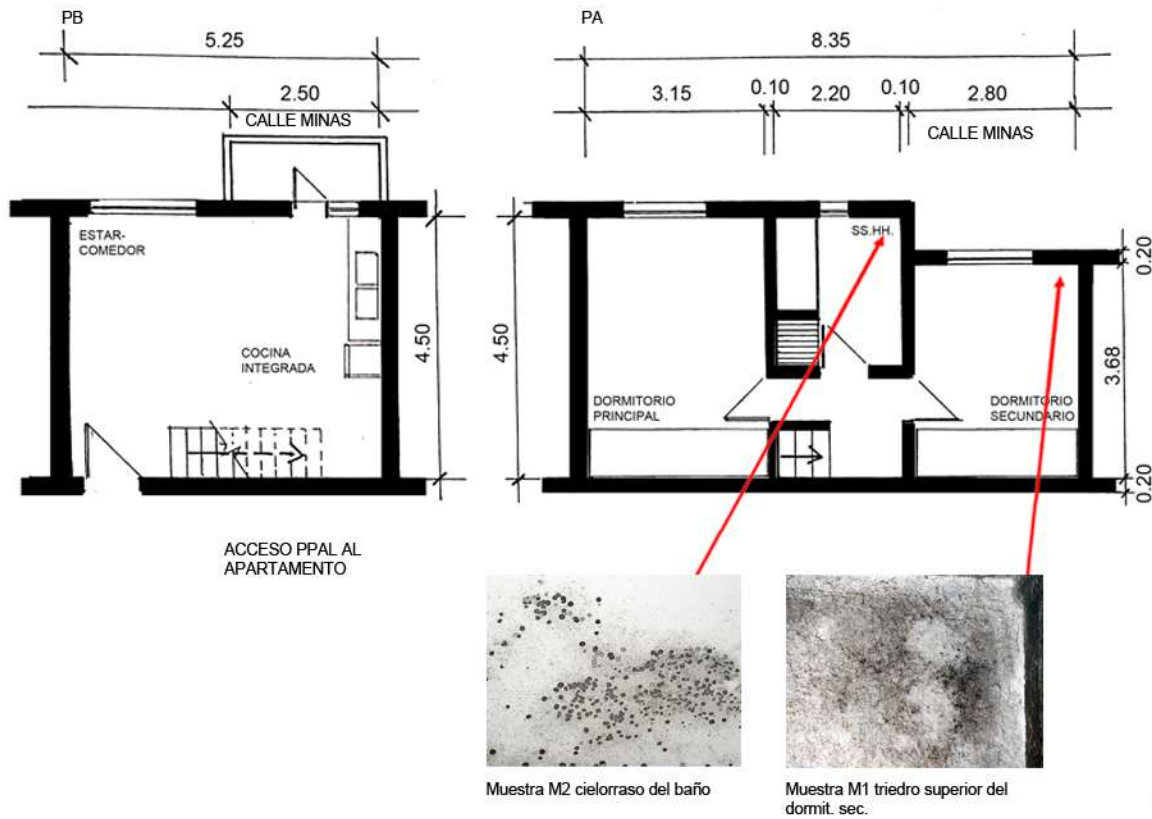 PB
5.25
2.50
CALLE MINAS
ESTAR-
COMEDOR
COCINA
INTEGRADA
4.50
ACCESO PPAL AL
APARTAMENTO
PA
8.35
3.15
0.10
2.20
0.10
2.80
CALLE MINAS
SS.HH.
4.50
DORMITORIO
PRINCIPAL
DORMITORIO
SECUNDARIO
0.20
3.68
0.20
Muestra M2 cielorraso del baño
Muestra M1 triedro superior del
dormit. sec.